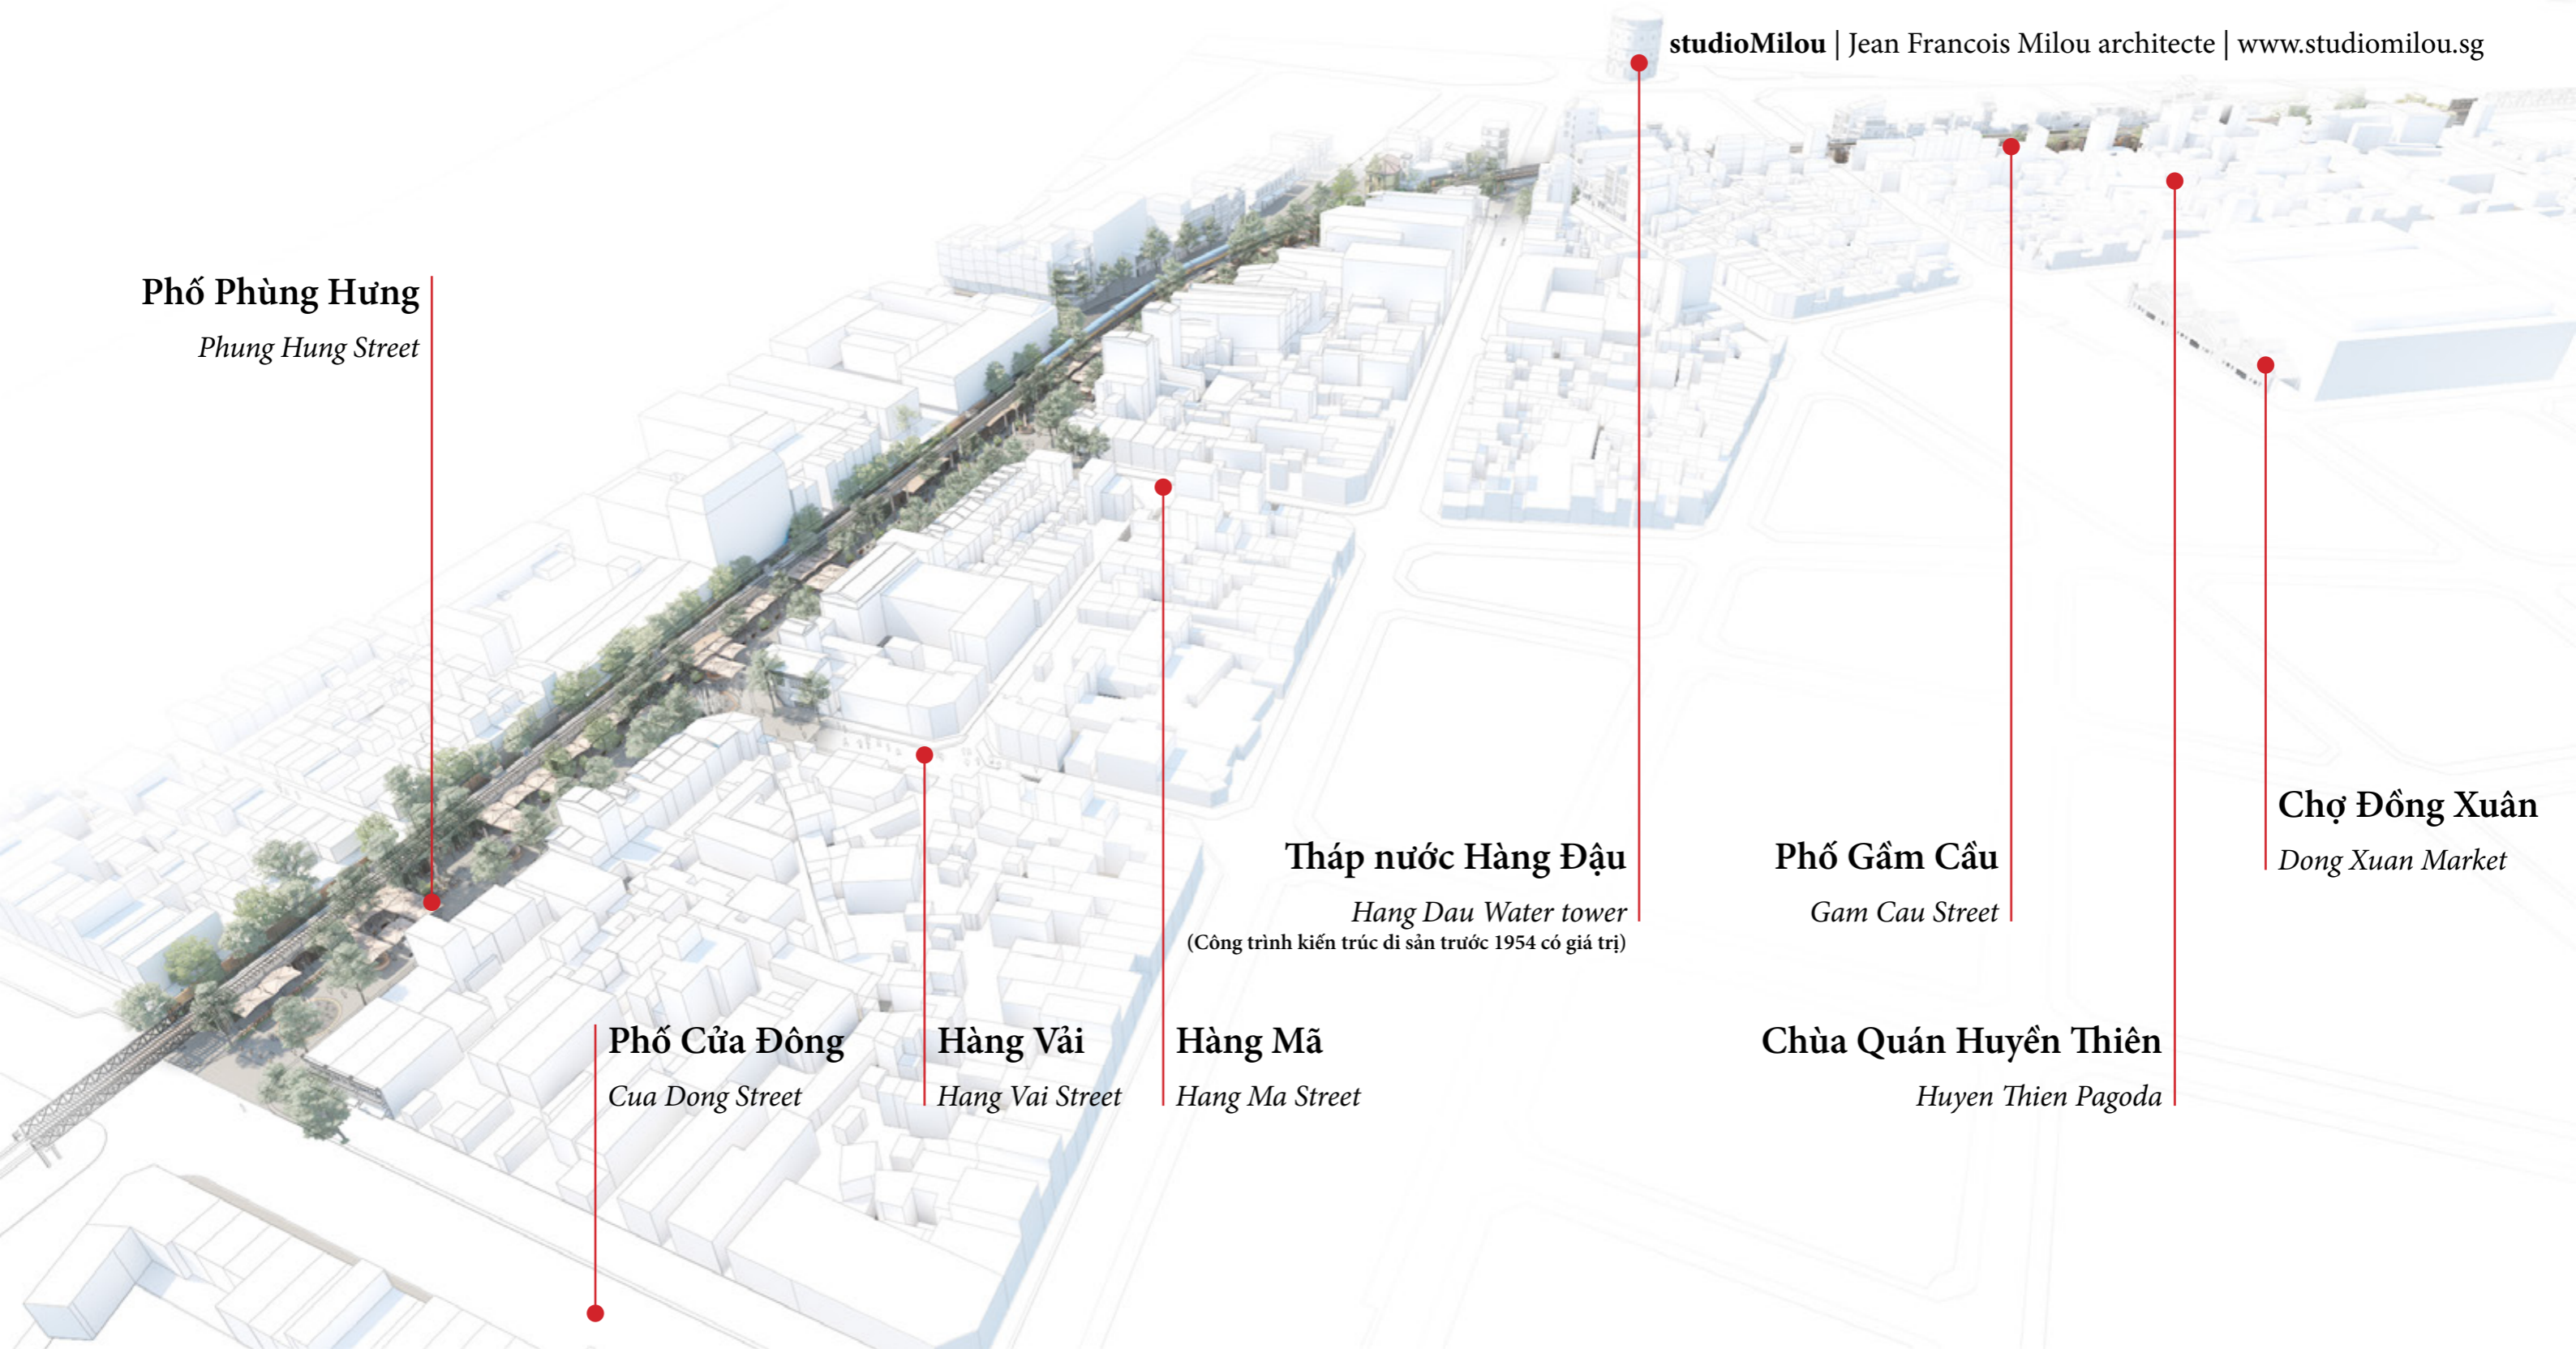 studioMilou | Jean Francois Milou architecte | www.studiomilou.sg
Phố Phùng Hưng
Phung Hung Street
Chợ Đồng Xuân
Dong Xuan Market
Tháp nước Hàng Đậu
Hang Dau Water tower
(Công trình kiến trúc di sản trước 1954 có giá trị)
Phố Gầm Cầu
Gam Cau Street
Phố Cửa Đông
Cua Dong Street
Hàng Vải
Hang Vai Street
Hàng Mã
Hang Ma Street
Chùa Quán Huyền Thiên
Huyen Thien Pagoda